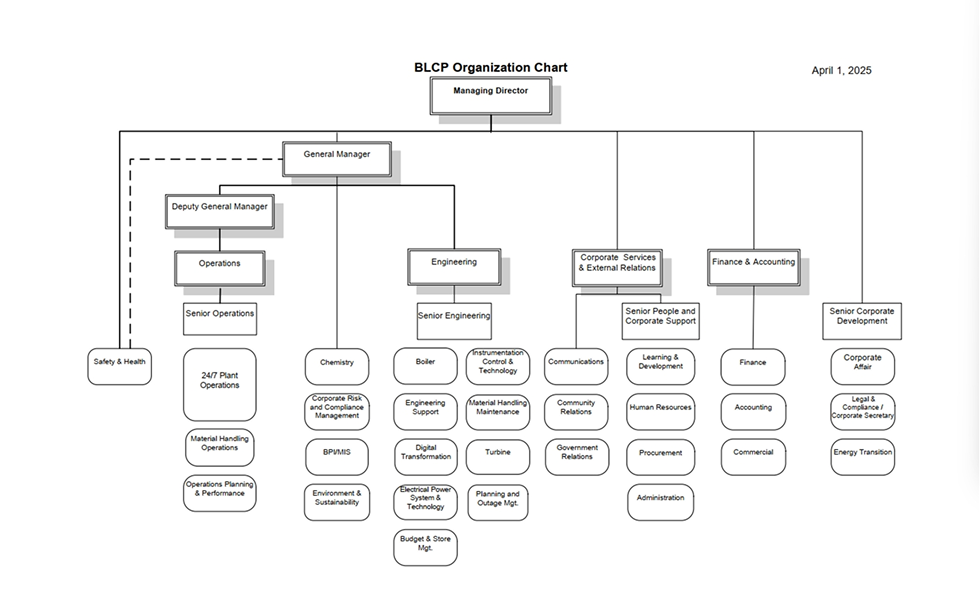 BLCP Organization Chart
April 1, 2025
Managing Director
General Manager
Deputy General Manager
Operations
Engineering
Corporate Services
& External Relations
Finance & Accounting
Senior Operations
Senior Engineering
Senior People and
Corporate Support
Senior Corporate
Development
Safety & Health
24/7 Plant
Operations
Material Handling
Operations
Operations Planning
& Performance
Chemistry
Corporate Risk
and Compliance
Management
BPI/MIS
Environment &
Sustainability
Boiler
Engineering
Support
Digital
Transformation
Electrical Power
System &
Technology
Budget & Store
Mgt.
Instrumentation
Control &
Technology
Material Handling
Maintenance
Turbine
Planning and
Outage Mgt.
Communications
Community
Relations
Government
Relations
Learning &
Development
Human Resources
Procurement
Administration
Finance
Accounting
Commercial
Corporate
Affair
Legal &
Compliance /
Corporate Secretary
Energy Transition